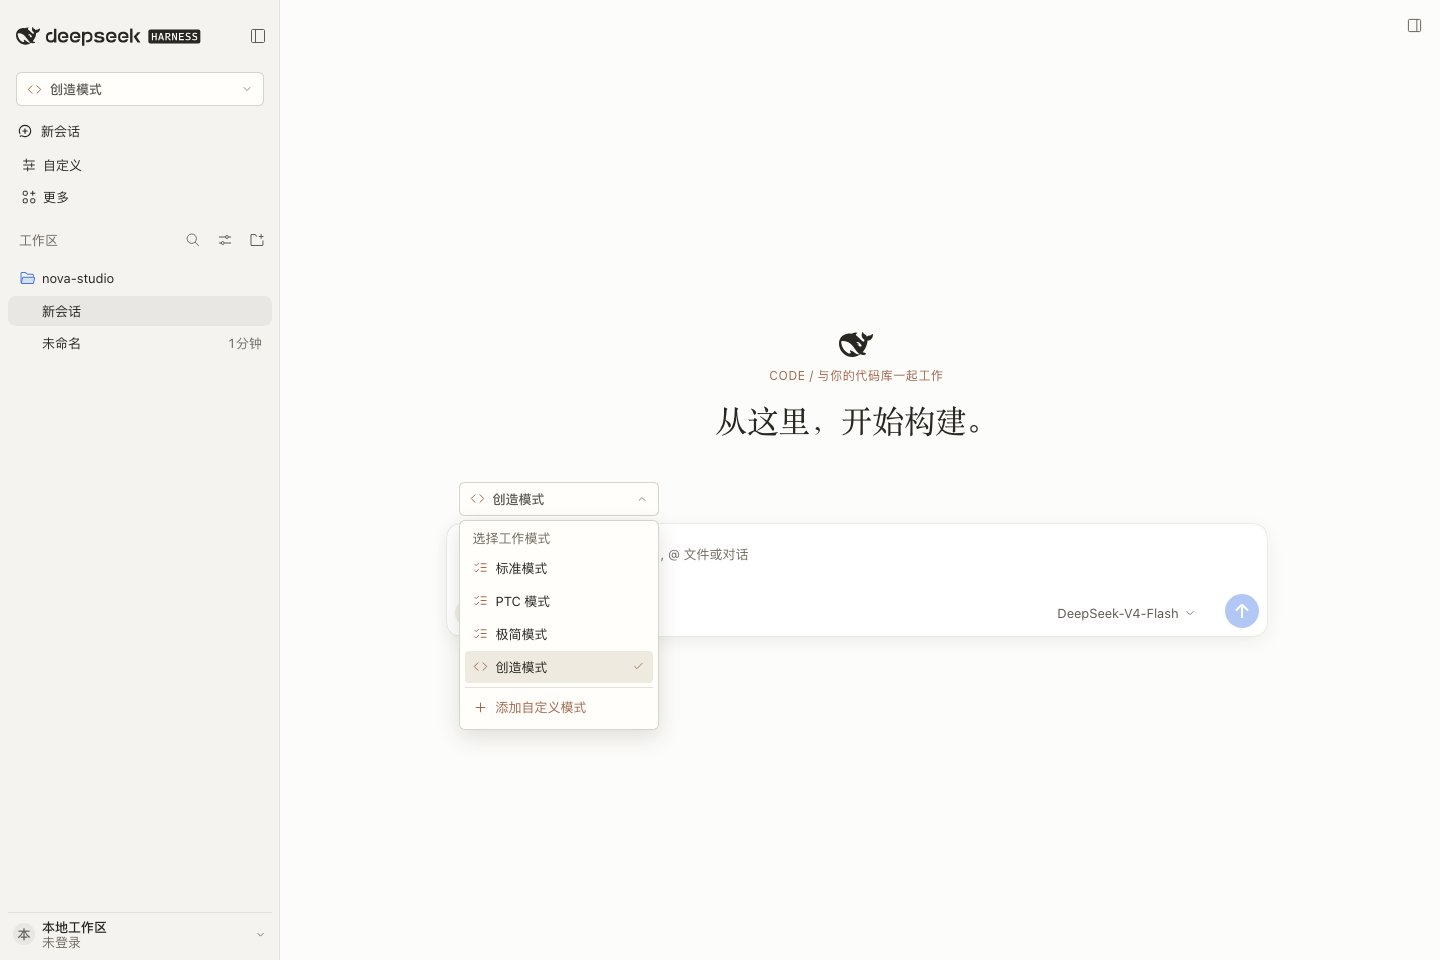 deepseek HARNESS
创造模式
新会话
自定义
更多
工作区
nova-studio
新会话
未命名 1分钟
本 本地工作区
未登录
CODE / 与你的代码库一起工作
从这里，开始构建。
创造模式
选择工作模式
标准模式
PTC 模式
极简模式
创造模式
添加自定义模式
, @ 文件或对话
DeepSeek-V4-Flash